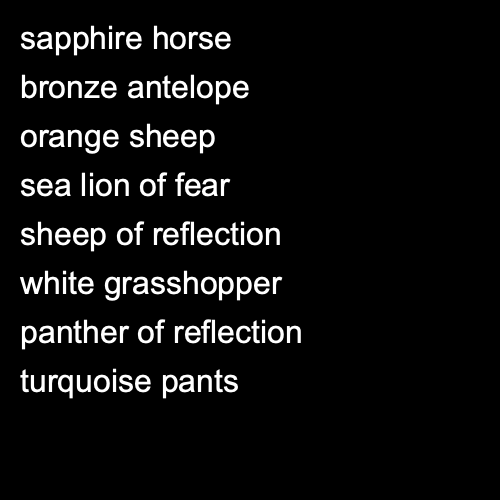 sapphire horse
bronze antelope
orange sheep
sea lion of fear
sheep of reflection
white grasshopper
panther of reflection
turquoise pants